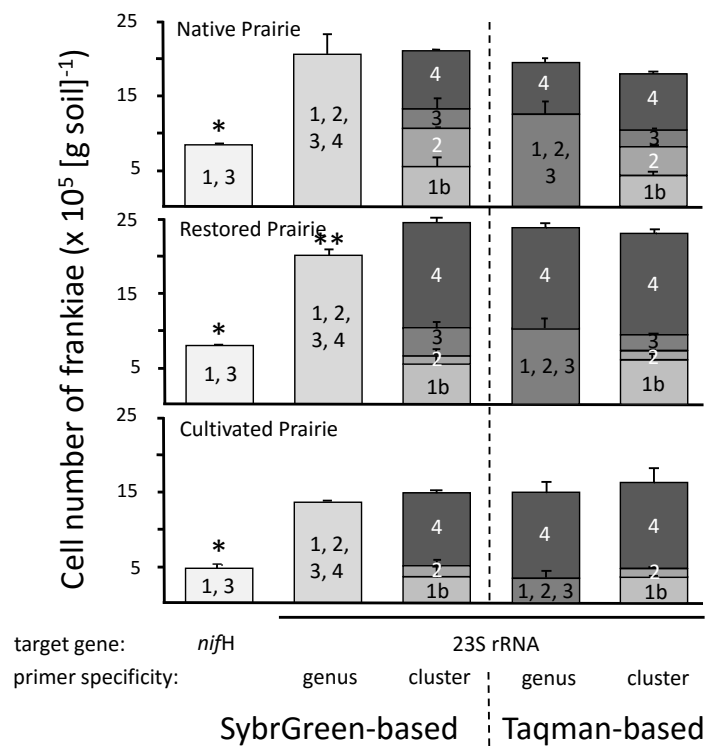 Cell number of frankiae (x 10⁵ [g soil]⁻¹
25
15
5
Native Prairie
*
1, 3
1, 2,
3, 4
4
3
2
1b
4
1, 2,
3
4
3
2
1b
25
15
5
Restored Prairie
*
1, 3
**
1, 2,
3, 4
4
3
2
1b
4
1, 2, 3
4
3
2
1b
25
15
5
Cultivated Prairie
*
1, 3
1, 2,
3, 4
4
2
1b
4
1, 2, 3
4
2
1b
target gene: nifH 23S rRNA
primer specificity: genus cluster genus cluster
SybrGreen-based Taqman-based